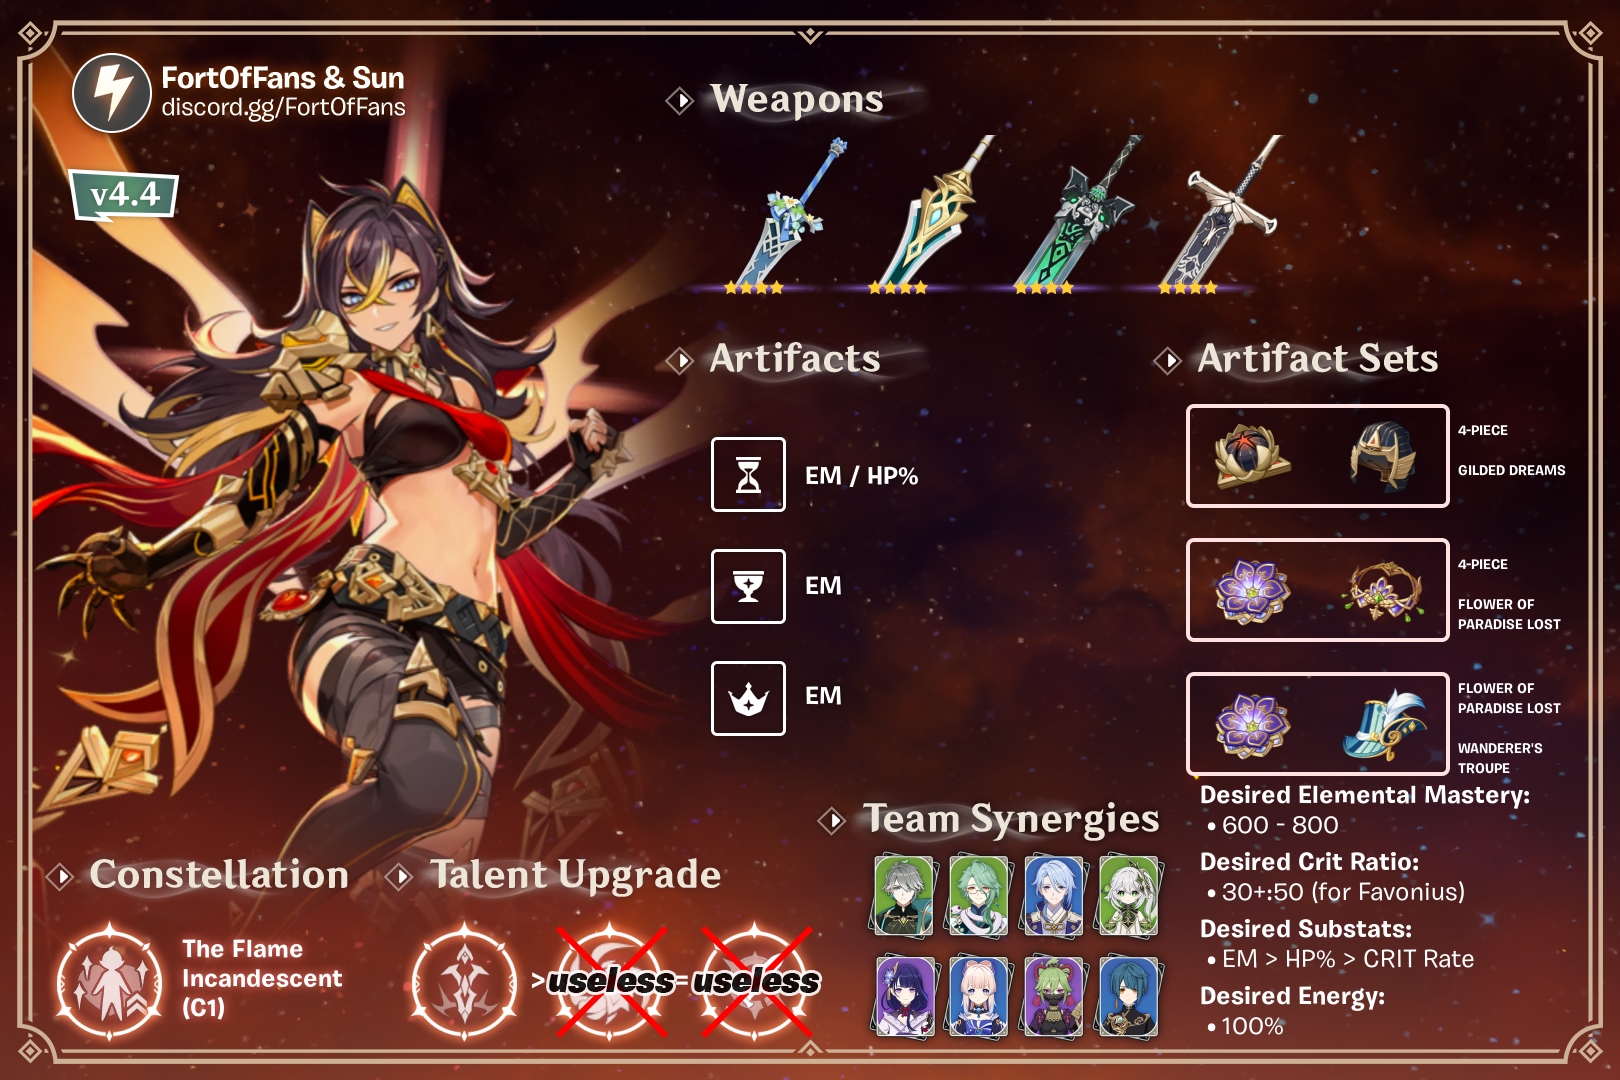 FortOfFans & Sun
discord.gg/FortOfFans
v4.4
Weapons
Artifacts
EM / HP%
EM
EM
Artifact Sets
4-PIECE
GILDED DREAMS
4-PIECE
FLOWER OF
PARADISE LOST
FLOWER OF
PARADISE LOST
WANDERER'S
TROUPE
Constellation
The Flame
Incandescent
(C1)
Talent Upgrade
>useless=useless
Team Synergies
Desired Elemental Mastery:
• 600 - 800
Desired Crit Ratio:
• 30+:50 (for Favonius)
Desired Substats:
• EM > HP% > CRIT Rate
Desired Energy:
• 100%